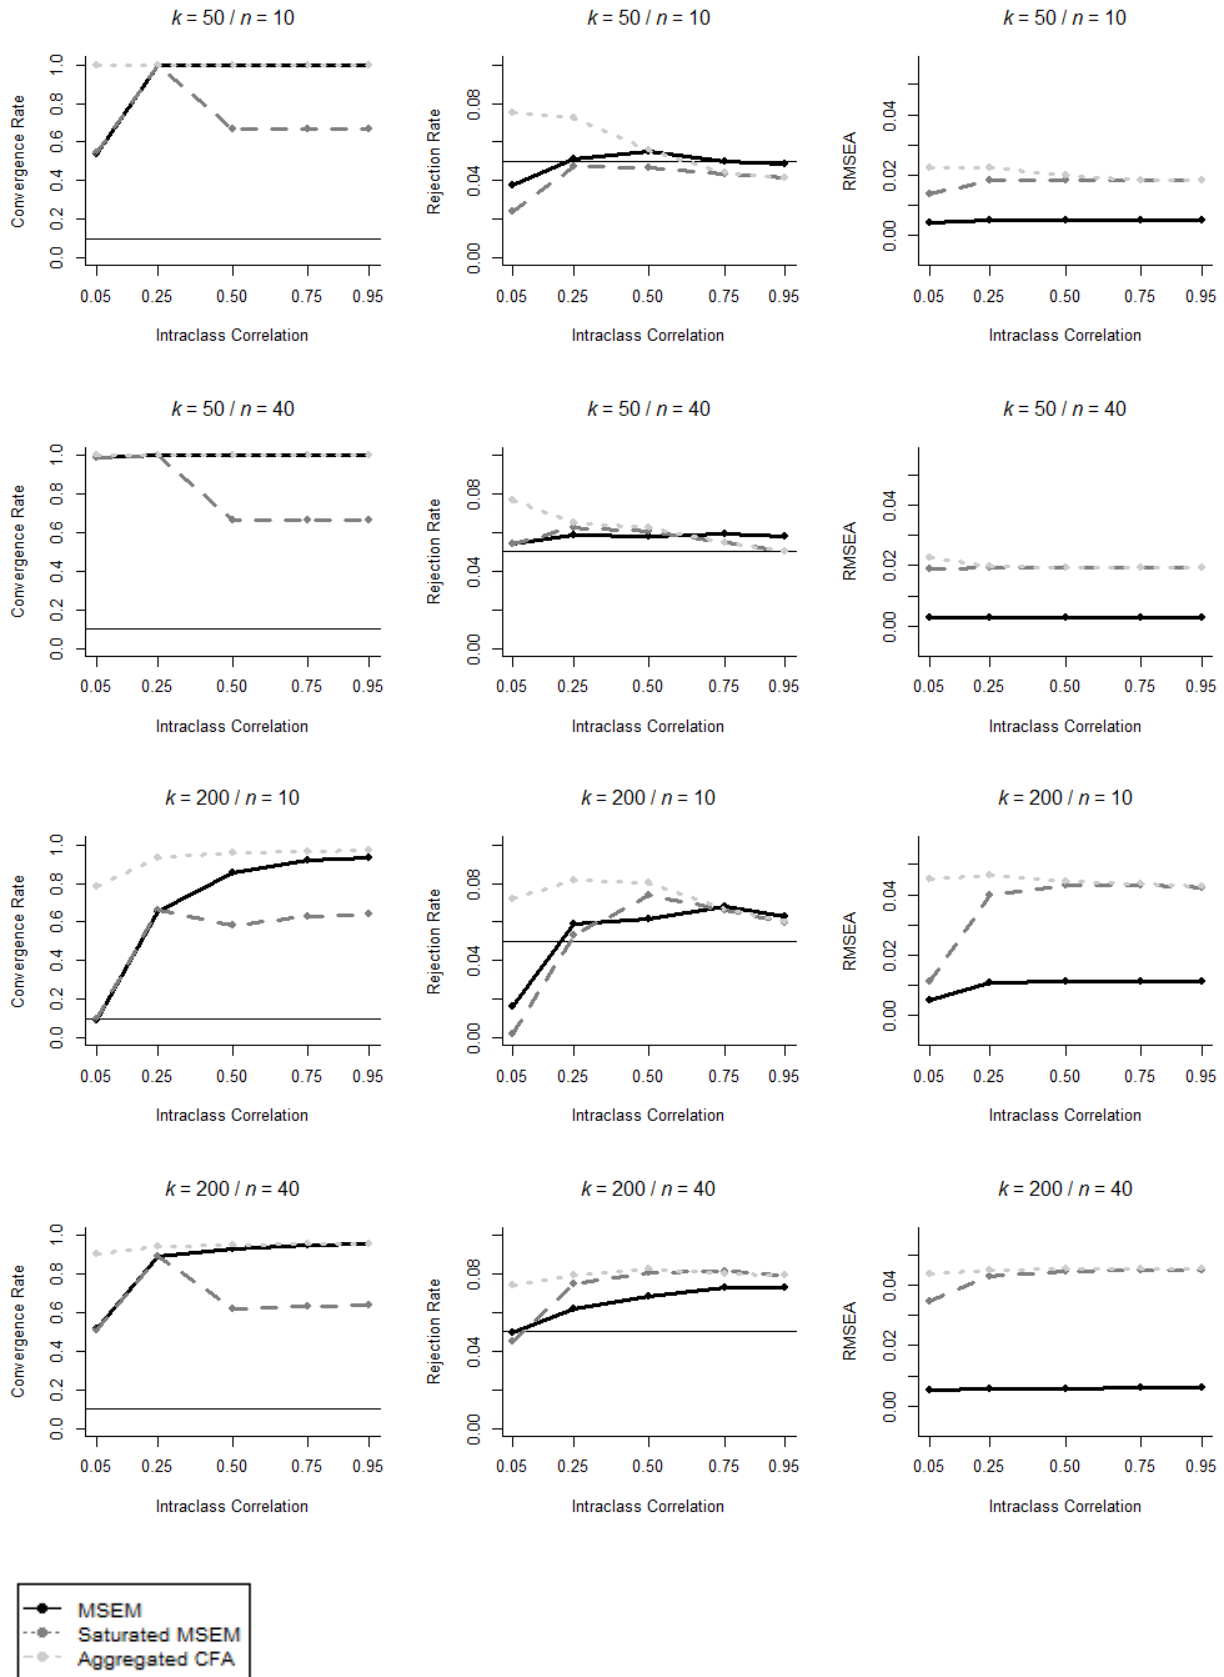 k = 50 / n = 10
k = 50 / n = 10
k = 50 / n = 10
Convergence Rate
0.0 0.2 0.4 0.6 0.8 1.0
0.05 0.25 0.50 0.75 0.95
Intraclass Correlation
Rejection Rate
0.00 0.04 0.08
0.05 0.25 0.50 0.75 0.95
Intraclass Correlation
RMSEA
0.00 0.02 0.04
0.05 0.25 0.50 0.75 0.95
Intraclass Correlation
k = 50 / n = 40
k = 50 / n = 40
k = 50 / n = 40
Convergence Rate
0.0 0.2 0.4 0.6 0.8 1.0
0.05 0.25 0.50 0.75 0.95
Intraclass Correlation
Rejection Rate
0.00 0.04 0.08
0.05 0.25 0.50 0.75 0.95
Intraclass Correlation
RMSEA
0.00 0.02 0.04
0.05 0.25 0.50 0.75 0.95
Intraclass Correlation
k = 200 / n = 10
k = 200 / n = 10
k = 200 / n = 10
Convergence Rate
0.0 0.2 0.4 0.6 0.8 1.0
0.05 0.25 0.50 0.75 0.95
Intraclass Correlation
Rejection Rate
0.00 0.04 0.08
0.05 0.25 0.50 0.75 0.95
Intraclass Correlation
RMSEA
0.00 0.02 0.04
0.05 0.25 0.50 0.75 0.95
Intraclass Correlation
k = 200 / n = 40
k = 200 / n = 40
k = 200 / n = 40
Convergence Rate
0.0 0.2 0.4 0.6 0.8 1.0
0.05 0.25 0.50 0.75 0.95
Intraclass Correlation
Rejection Rate
0.00 0.04 0.08
0.05 0.25 0.50 0.75 0.95
Intraclass Correlation
RMSEA
0.00 0.02 0.04
0.05 0.25 0.50 0.75 0.95
Intraclass Correlation
MSEM
Saturated MSEM
Aggregated CFA